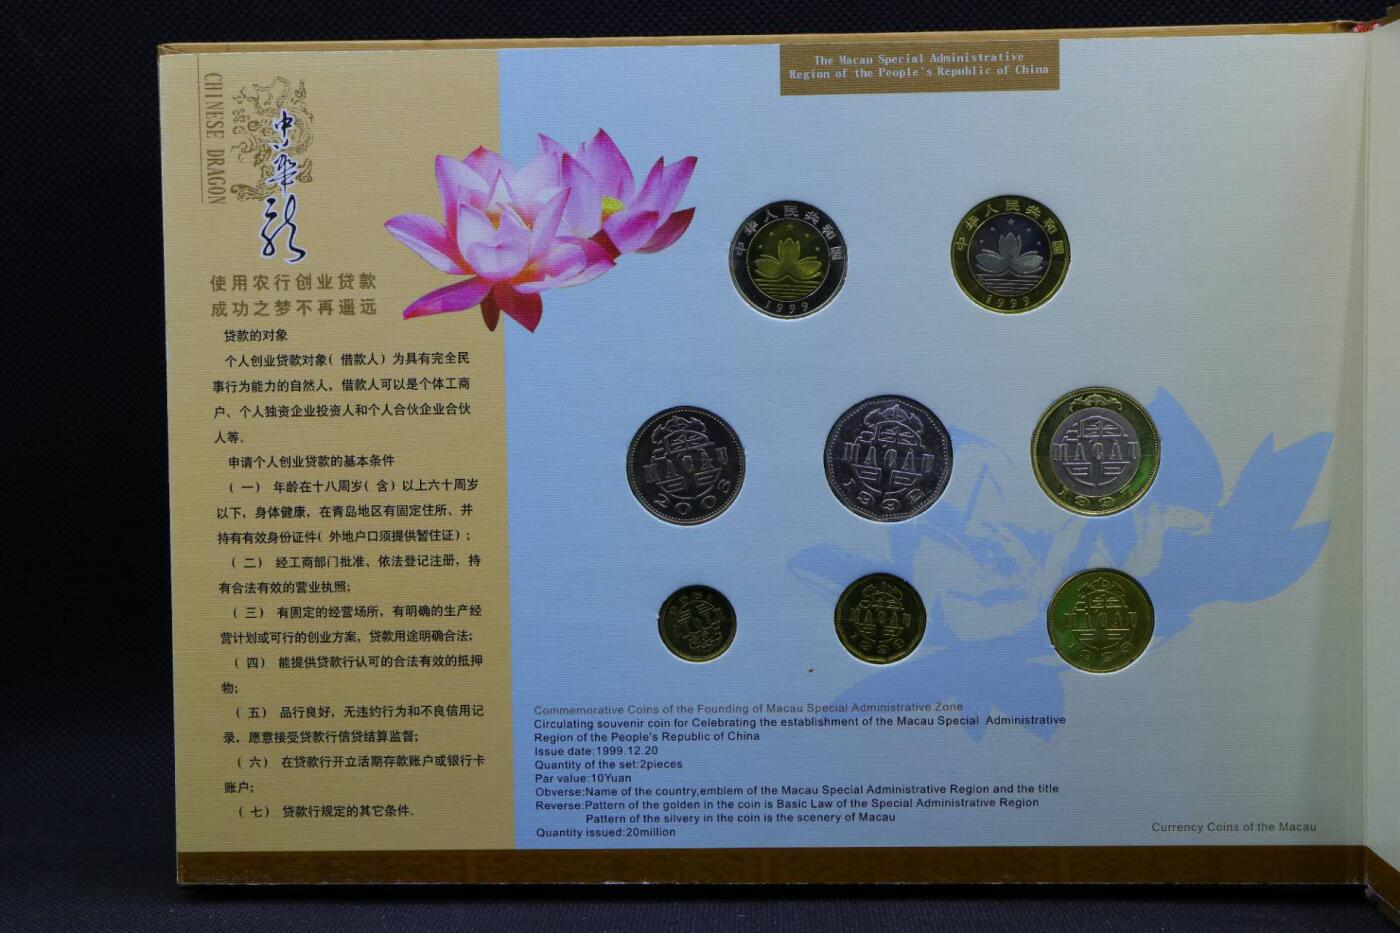 CHINESE DRAGON
中华龙
使用农行创业贷款
成功之梦不再遥远
贷款的对象
个人创业贷款对象( 借款人) 为具有完全民
事行为能力的自然人，借款人可以是个体工商
户、个人独资企业投资人和个人合伙企业合伙
人等。
申请个人创业贷款的基本条件
( 一) 年龄在十八周岁( 含) 以上六十周岁
以下，身体健康，在青岛地区有固定住所、并
持有有效身份证件( 外地户口须提供暂住证)；
( 二) 经工商部门批准、依法登记注册，持
有合法有效的营业执照；
( 三) 有固定的经营场所，有明确的生产经
营计划或可行的创业方案，贷款用途明确合法；
( 四) 能提供贷款行认可的合法有效的抵押
物；
( 五) 品行良好，无违约行为和不良信用记
录，愿意接受贷款行信贷结算监督；
( 六) 在贷款行开立活期存款账户或银行卡
账户；
( 七) 贷款行规定的其它条件。
The Macau Special Administrative
Region of the People's Republic of China
中华人民共和国
1999
中华人民共和国
1999
MACAU
2003
MACAU
1992
MACAU
1997
MACAU
MACAU
Commemorative Coins of the Founding of Macau Special Administrative Zone
Circulating souvenir coin for Celebrating the establishment of the Macau Special Administrative
Region of the People's Republic of China
Issue date:1999.12.20
Quantity of the set:2pieces
Par value:10Yuan
Obverse:Name of the country,emblem of the Macau Special Administrative Region and the title
Reverse:Pattern of the golden in the coin is Basic Law of the Special Administrative Region
Pattern of the silvery in the coin is the scenery of Macau
Quantity issued:20million
Currency Coins of the Macau